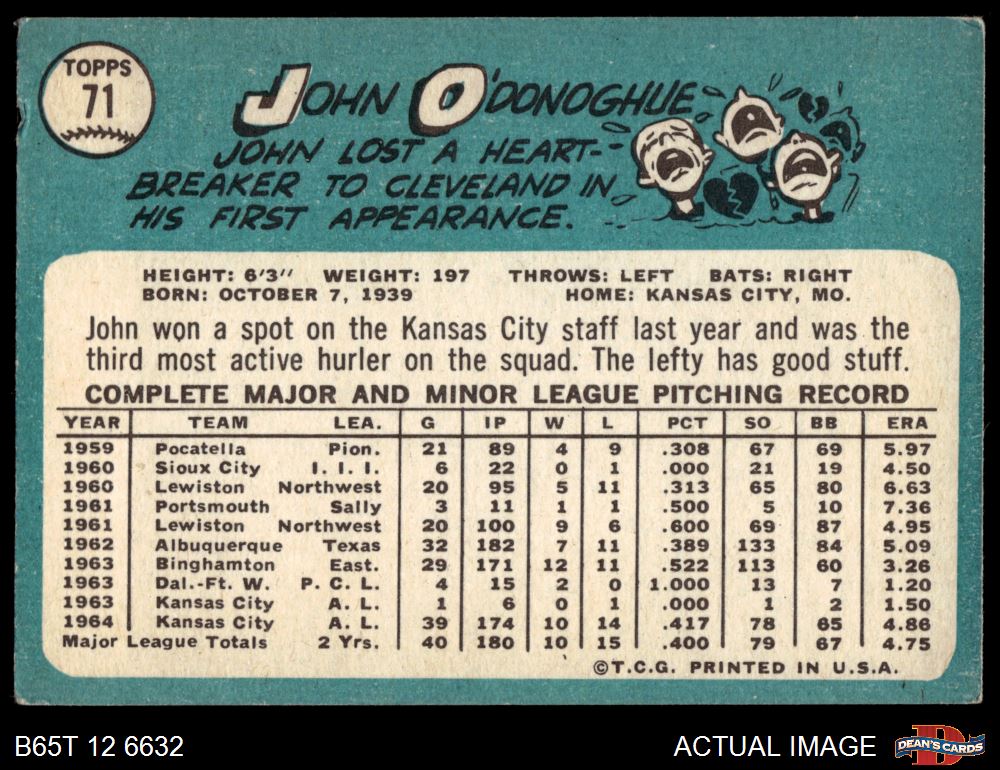 TOPPS
71
JOHN O'DONOGHUE
JOHN LOST A HEART-
BREAKER TO CLEVELAND IN
HIS FIRST APPEARANCE.
HEIGHT: 6'3" WEIGHT: 197 THROWS: LEFT BATS: RIGHT
BORN: OCTOBER 7, 1939 HOME: KANSAS CITY, MO.
John won a spot on the Kansas City staff last year and was the
third most active hurler on the squad. The lefty has good stuff.
COMPLETE MAJOR AND MINOR LEAGUE PITCHING RECORD
YEAR TEAM LEA. G IP W L PCT SO BB ERA
1959 Pocatella Pion. 21 89 4 9 .308 67 69 5.97
1960 Sioux City I. I. I. 6 22 0 1 .000 21 19 4.50
1960 Lewiston Northwest 20 95 5 11 .313 65 80 6.63
1961 Portsmouth Sally 3 11 1 1 .500 5 10 7.36
1961 Lewiston Northwest 20 100 9 6 .600 69 87 4.95
1962 Albuquerque Texas 32 182 7 11 .389 133 84 5.09
1963 Binghamton East. 29 171 12 11 .522 113 60 3.26
1963 Dal.-Ft. W. P. C. L. 4 15 2 0 1.000 13 7 1.20
1963 Kansas City A. L. 1 6 0 1 .000 1 2 1.50
1964 Kansas City A. L. 39 174 10 14 .417 78 65 4.86
Major League Totals 2 Yrs. 40 180 10 15 .400 79 67 4.75
©T.C.G. PRINTED IN U.S.A.
B65T 12 6632 ACTUAL IMAGE DEAN'S CARDS